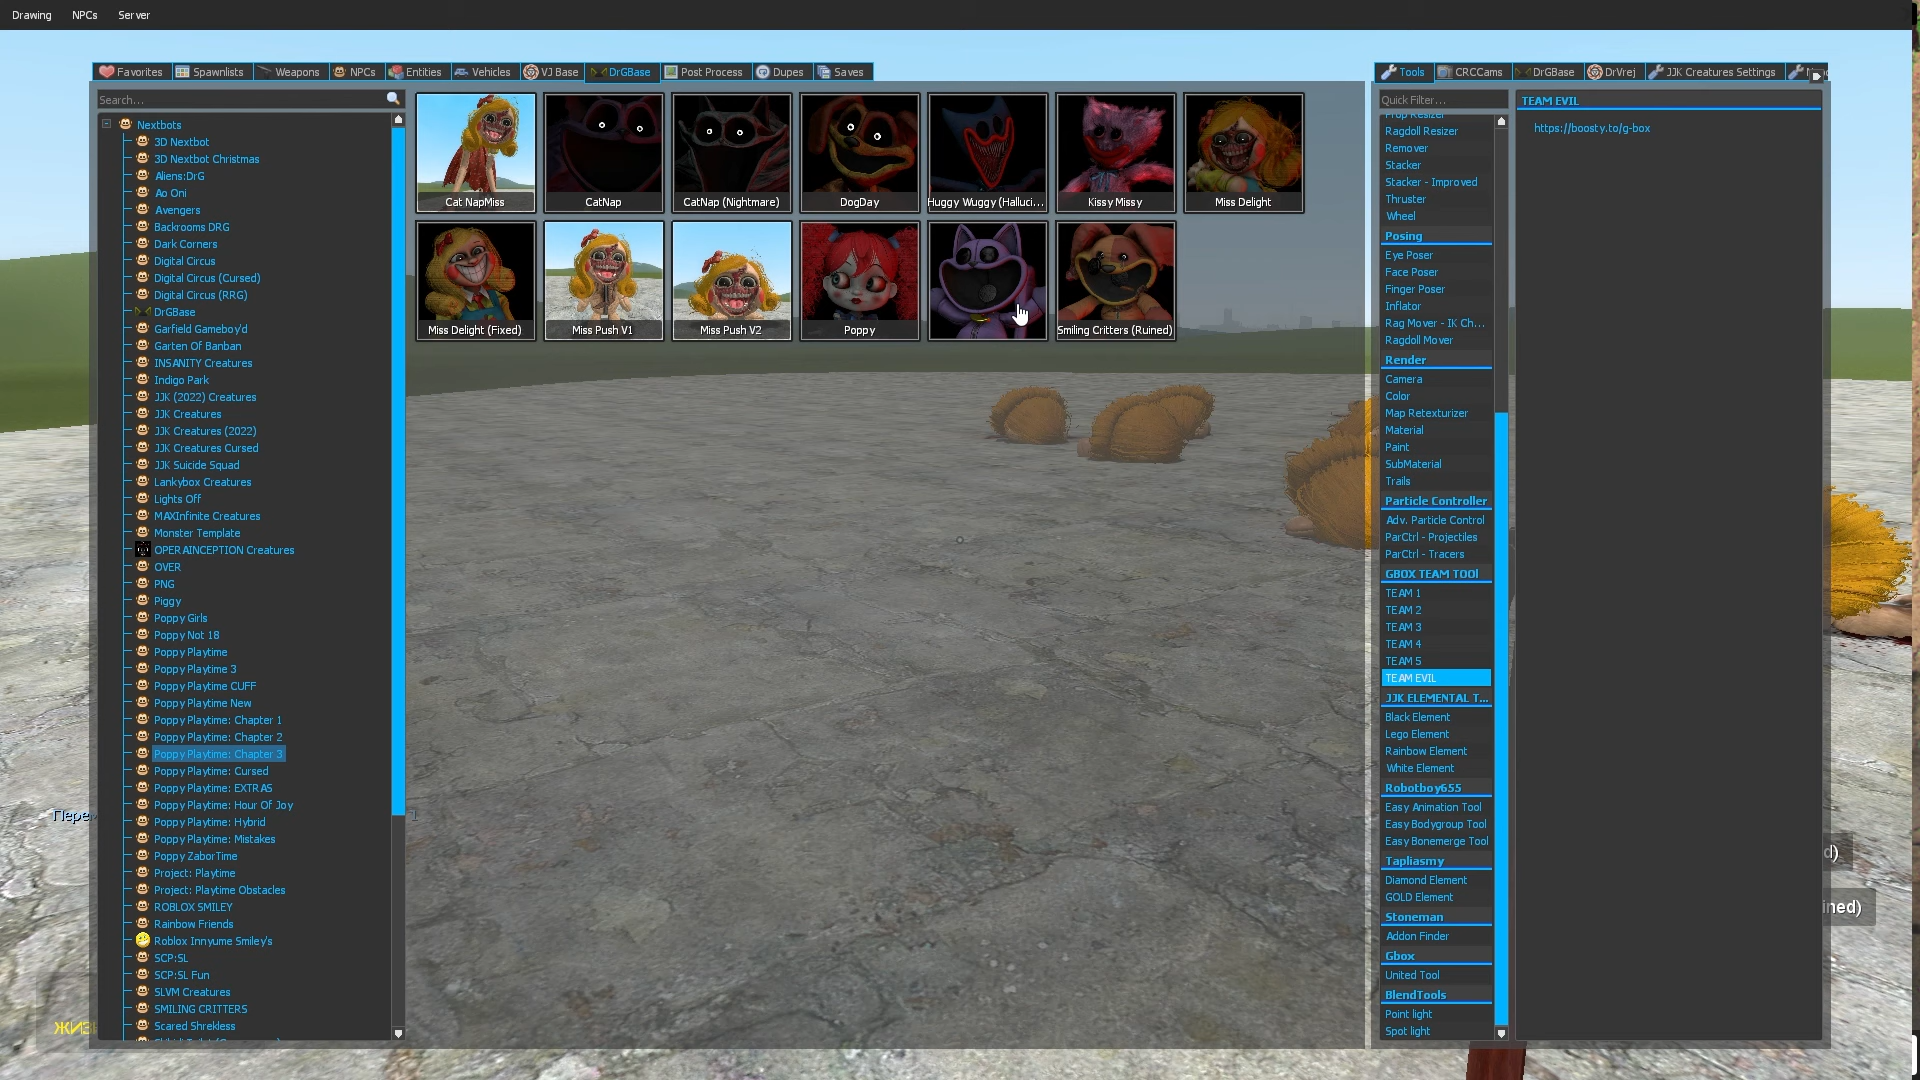 Drawing NPCs Server
Favorites Spawnlists Weapons NPCs Entities Vehicles VJ Base DrGBase Post Process Dupes Saves
Search...
Nextbots
3D Nextbot
3D Nextbot Christmas
Aliens:DrG
Ao Oni
Avengers
Backrooms DRG
Dark Corners
Digital Circus
Digital Circus (Cursed)
Digital Circus (RRG)
DrGBase
Garfield Gameboy'd
Garten Of Banban
INSANITY Creatures
Indigo Park
JJK (2022) Creatures
JJK Creatures
JJK Creatures (2022)
JJK Creatures Cursed
JJK Suicide Squad
Lankybox Creatures
Lights Off
MAXInfinite Creatures
Monster Template
OPERAINCEPTION Creatures
OVER
PNG
Piggy
Poppy Girls
Poppy Not 18
Poppy Playtime
Poppy Playtime 3
Poppy Playtime CUFF
Poppy Playtime New
Poppy Playtime: Chapter 1
Poppy Playtime: Chapter 2
Poppy Playtime: Chapter 3
Poppy Playtime: Cursed
Poppy Playtime: EXTRAS
Poppy Playtime: Hour Of Joy
Poppy Playtime: Hybrid
Poppy Playtime: Mistakes
Poppy ZaborTime
Project: Playtime
Project: Playtime Obstacles
ROBLOX SMILEY
Rainbow Friends
Roblox Innyume Smiley's
SCP:SL
SCP:SL Fun
SLVM Creatures
SMILING CRITTERS
Scared Shrekless
Cat NapMiss
CatNap
CatNap (Nightmare)
DogDay
Huggy Wuggy (Halluci...
Kissy Missy
Miss Delight
Miss Delight (Fixed)
Miss Push V1
Miss Push V2
Poppy
Smiling Critters (Ruined)
Tools CRCCams DrGBase DrVrej JJK Creatures Settings
Quick Filter...
Prop Resizer
Ragdoll Resizer
Remover
Stacker
Stacker - Improved
Thruster
Wheel
Posing
Eye Poser
Face Poser
Finger Poser
Inflator
Rag Mover - IK Ch...
Ragdoll Mover
Render
Camera
Color
Map Retexturizer
Material
Paint
SubMaterial
Trails
Particle Controller
Adv. Particle Control
ParCtrl - Projectiles
ParCtrl - Tracers
GBOX TEAM TOOl
TEAM 1
TEAM 2
TEAM 3
TEAM 4
TEAM 5
TEAM EVIL
JJK ELEMENTAL T...
Black Element
Lego Element
Rainbow Element
White Element
Robotboy655
Easy Animation Tool
Easy Bodygroup Tool
Easy Bonemerge Tool
Tapliasmy
Diamond Element
GOLD Element
Stoneman
Addon Finder
Gbox
United Tool
BlendTools
Point light
Spot light
TEAM EVIL
https://boosty.to/g-box
Перем
d)
ined)
ЖИЗ